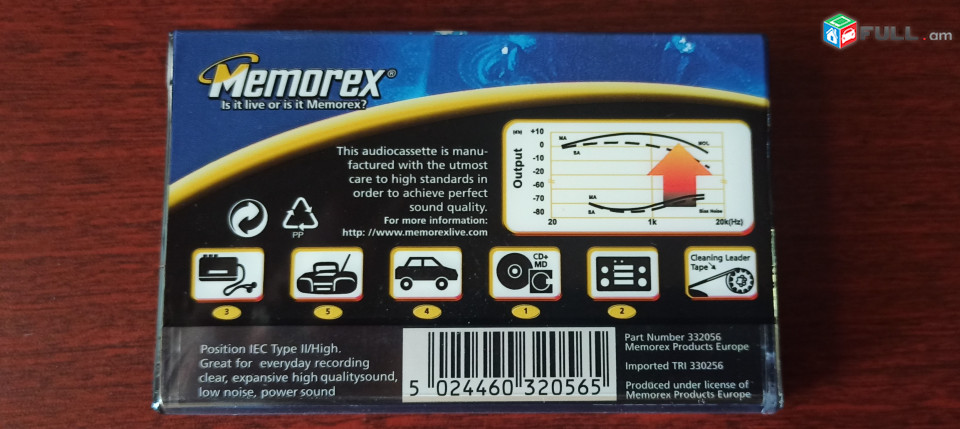 FULL.am
Memorex®
Is it live or is it Memorex?
This audiocassette is manu-
factured with the utmost
care to high standards in
order to achieve perfect
sound quality.
For more information:
http: //www.memorexlive.com
PP
Output
+10
0
-10
-20
-60
-70
-80
MA
SA
MOL
MA
SA
Bias Noise
20
1k
20k(Hz)
CD+
MD
Cleaning Leader
Tape
3
5
4
1
2
Position IEC Type II/High.
Great for everyday recording
clear, expansive high qualitysound,
low noise, power sound
5 024460 320565
Part Number 332056
Memorex Products Europe
Imported TRI 330256
Produced under license of
Memorex Products Europe